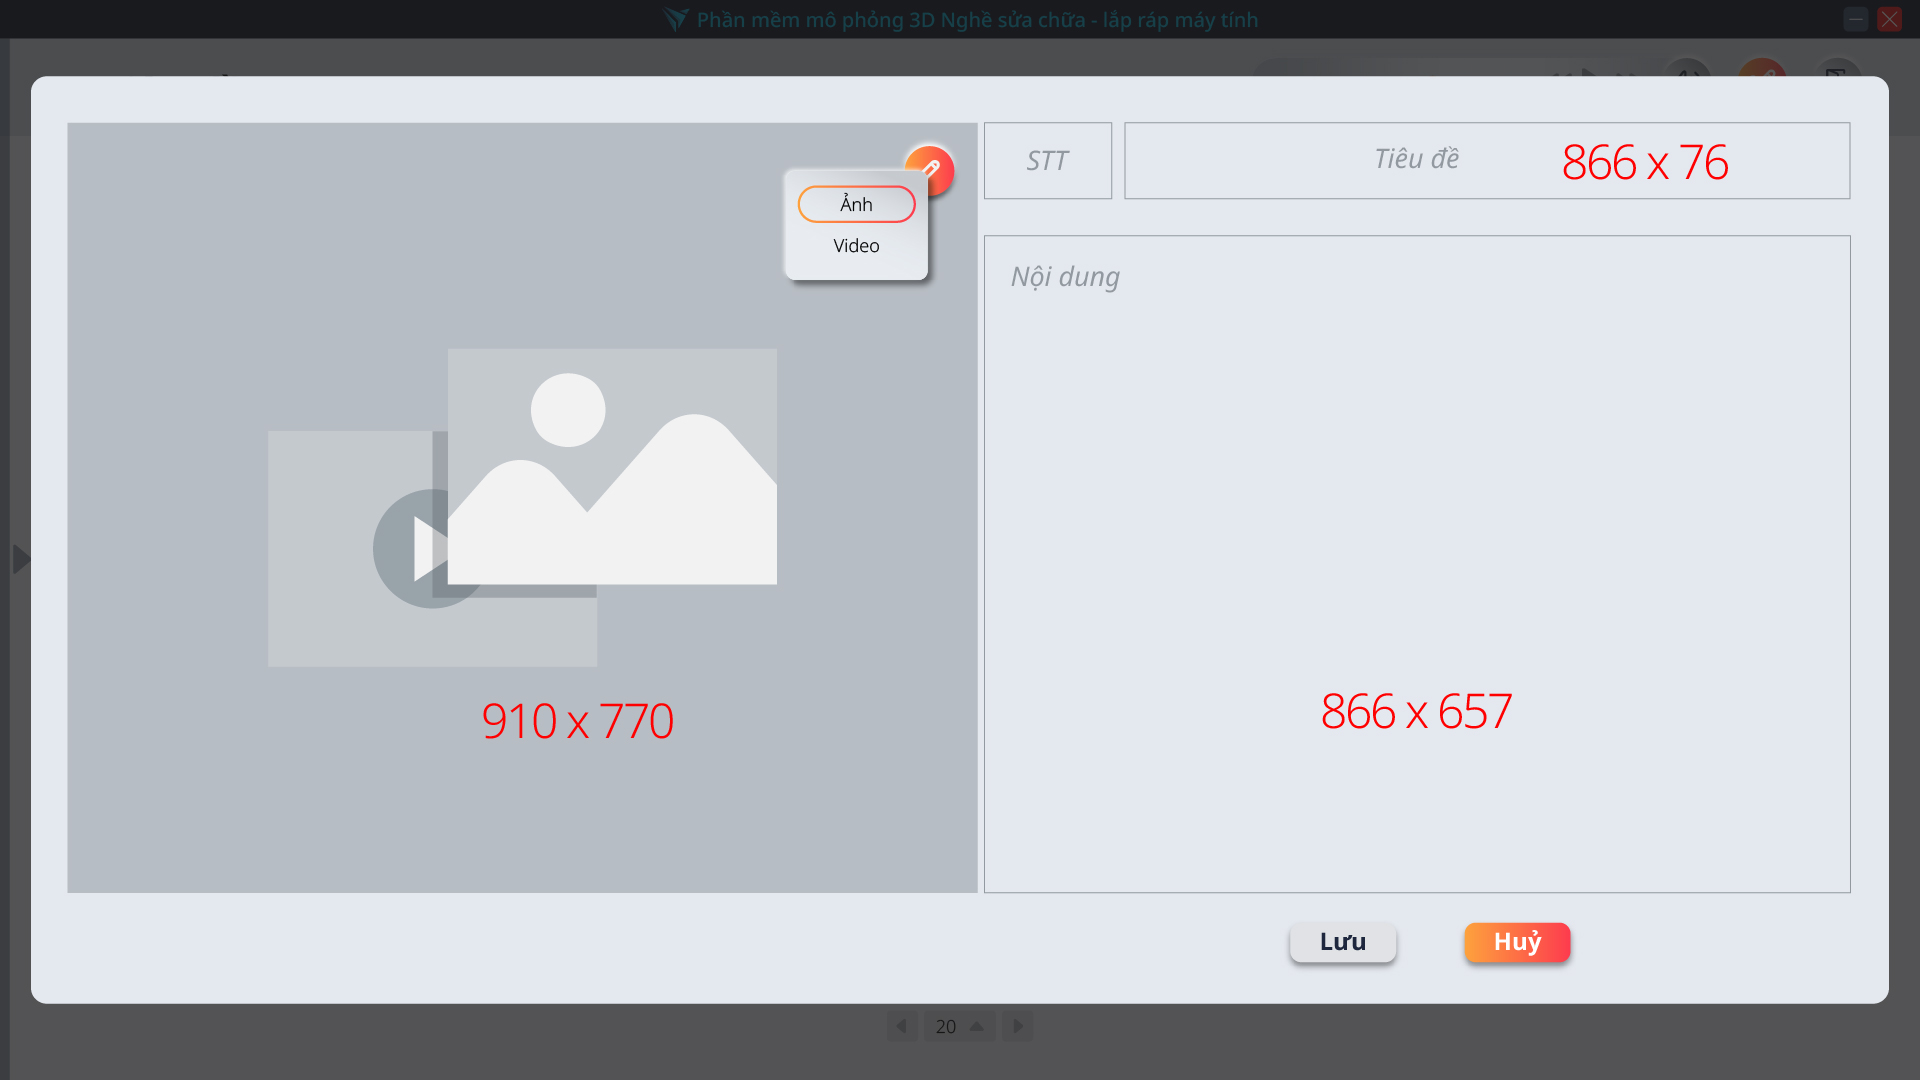 Phần mềm mô phỏng 3D Nghề sửa chữa - lắp ráp máy tính
STT
Tiêu đề
866 x 76
Ảnh
Video
Nội dung
910 x 770
866 x 657
Lưu
Huỷ
20